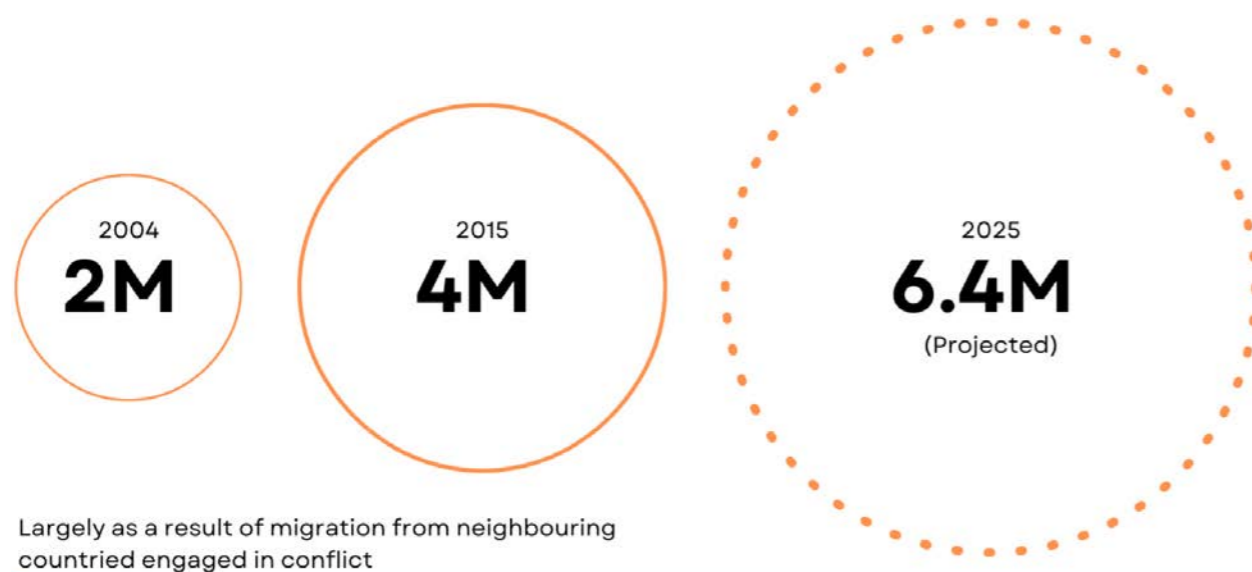 2004
2M
2015
4M
2025
6.4M
(Projected)
Largely as a result of migration from neighbouring
countried engaged in conflict